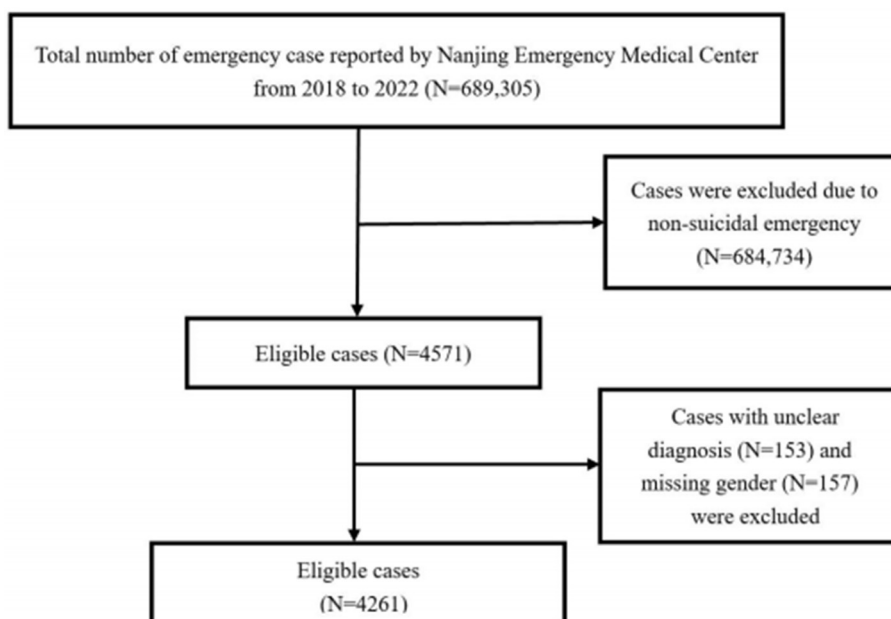 Total number of emergency case reported by Nanjing Emergency Medical Center
from 2018 to 2022 (N=689,305)
Cases were excluded due to
non-suicidal emergency
(N=684,734)
Eligible cases (N=4571)
Cases with unclear
diagnosis (N=153) and
missing gender (N=157)
were excluded
Eligible cases
(N=4261)